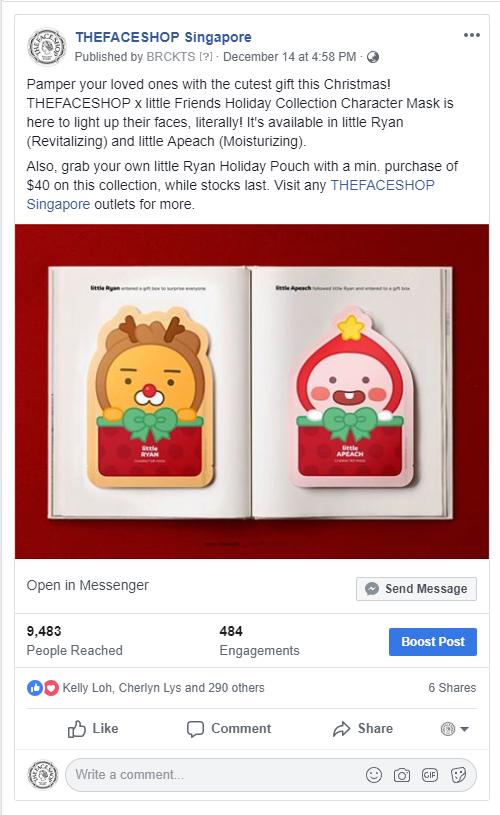 THEFACESHOP Singapore
Published by BRCKTS [?] · December 14 at 4:58 PM ·
Pamper your loved ones with the cutest gift this Christmas!
THEFACESHOP x little Friends Holiday Collection Character Mask is
here to light up their faces, literally! It's available in little Ryan
(Revitalizing) and little Apeach (Moisturizing).
Also, grab your own little Ryan Holiday Pouch with a min. purchase of
$40 on this collection, while stocks last. Visit any THEFACESHOP
Singapore outlets for more.
little Ryan entered a gift box to surprise everyone
little Apeach followed little Ryan and entered to a gift box
little
RYAN
CHARACTER MASK
little
APEACH
CHARACTER MASK
Open in Messenger
Send Message
9,483
484
People Reached
Engagements
Boost Post
Kelly Loh, Cherlyn Lys and 290 others
6 Shares
Like
Comment
Share
Write a comment...
GIF